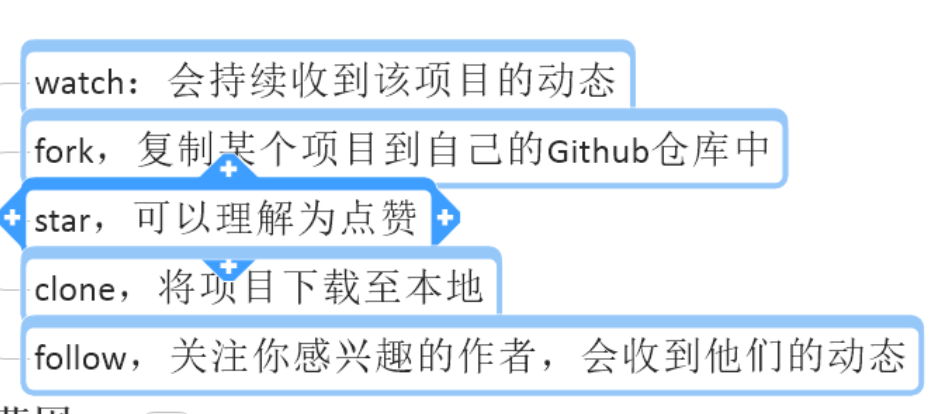 watch：会持续收到该项目的动态
fork，复制某个项目到自己的Github仓库中
star，可以理解为点赞
clone，将项目下载至本地
follow，关注你感兴趣的作者，会收到他们的动态